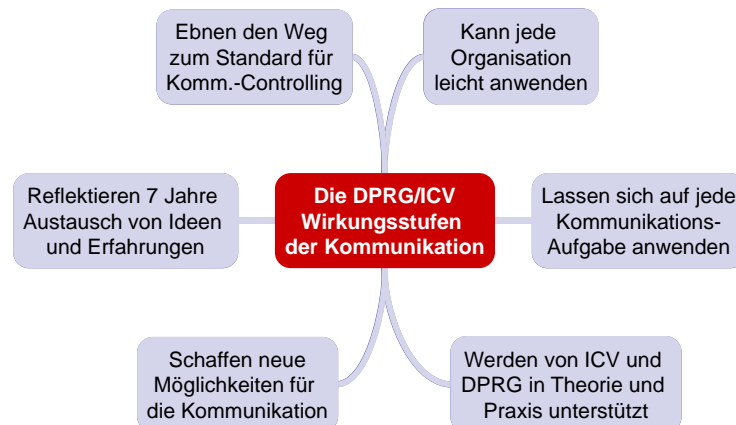 Ebnen den Weg
zum Standard für
Komm.-Controlling
Kann jede
Organisation
leicht anwenden
Reflektieren 7 Jahre
Austausch von Ideen
und Erfahrungen
Die DPRG/ICV
Wirkungsstufen
der Kommunikation
Lassen sich auf jede
Kommunikations-
Aufgabe anwenden
Schaffen neue
Möglichkeiten für
die Kommunikation
Werden von ICV und
DPRG in Theorie und
Praxis unterstützt